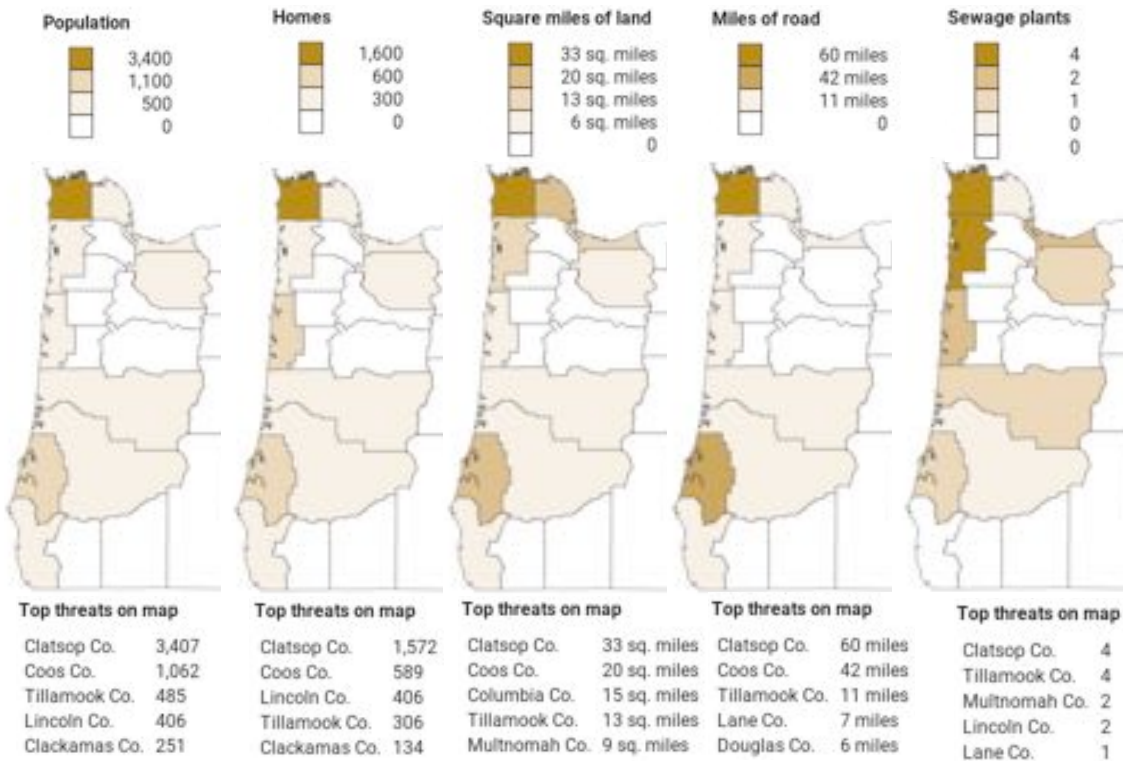 Population
3,400
1,100
500
0
Homes
1,600
600
300
0
Square miles of land
33 sq. miles
20 sq. miles
13 sq. miles
6 sq. miles
0
Miles of road
60 miles
42 miles
11 miles
0
Sewage plants
4
2
1
0
0
Top threats on map
Clatsop Co. 3,407
Coos Co. 1,062
Tillamook Co. 485
Lincoln Co. 406
Clackamas Co. 251
Top threats on map
Clatsop Co. 1,572
Coos Co. 589
Lincoln Co. 406
Tillamook Co. 306
Clackamas Co. 134
Top threats on map
Clatsop Co. 33 sq. miles
Coos Co. 20 sq. miles
Columbia Co. 15 sq. miles
Tillamook Co. 13 sq. miles
Multnomah Co. 9 sq. miles
Top threats on map
Clatsop Co. 60 miles
Coos Co. 42 miles
Tillamook Co. 11 miles
Lane Co. 7 miles
Douglas Co. 6 miles
Top threats on map
Clatsop Co. 4
Tillamook Co. 4
Multnomah Co. 2
Lincoln Co. 2
Lane Co. 1